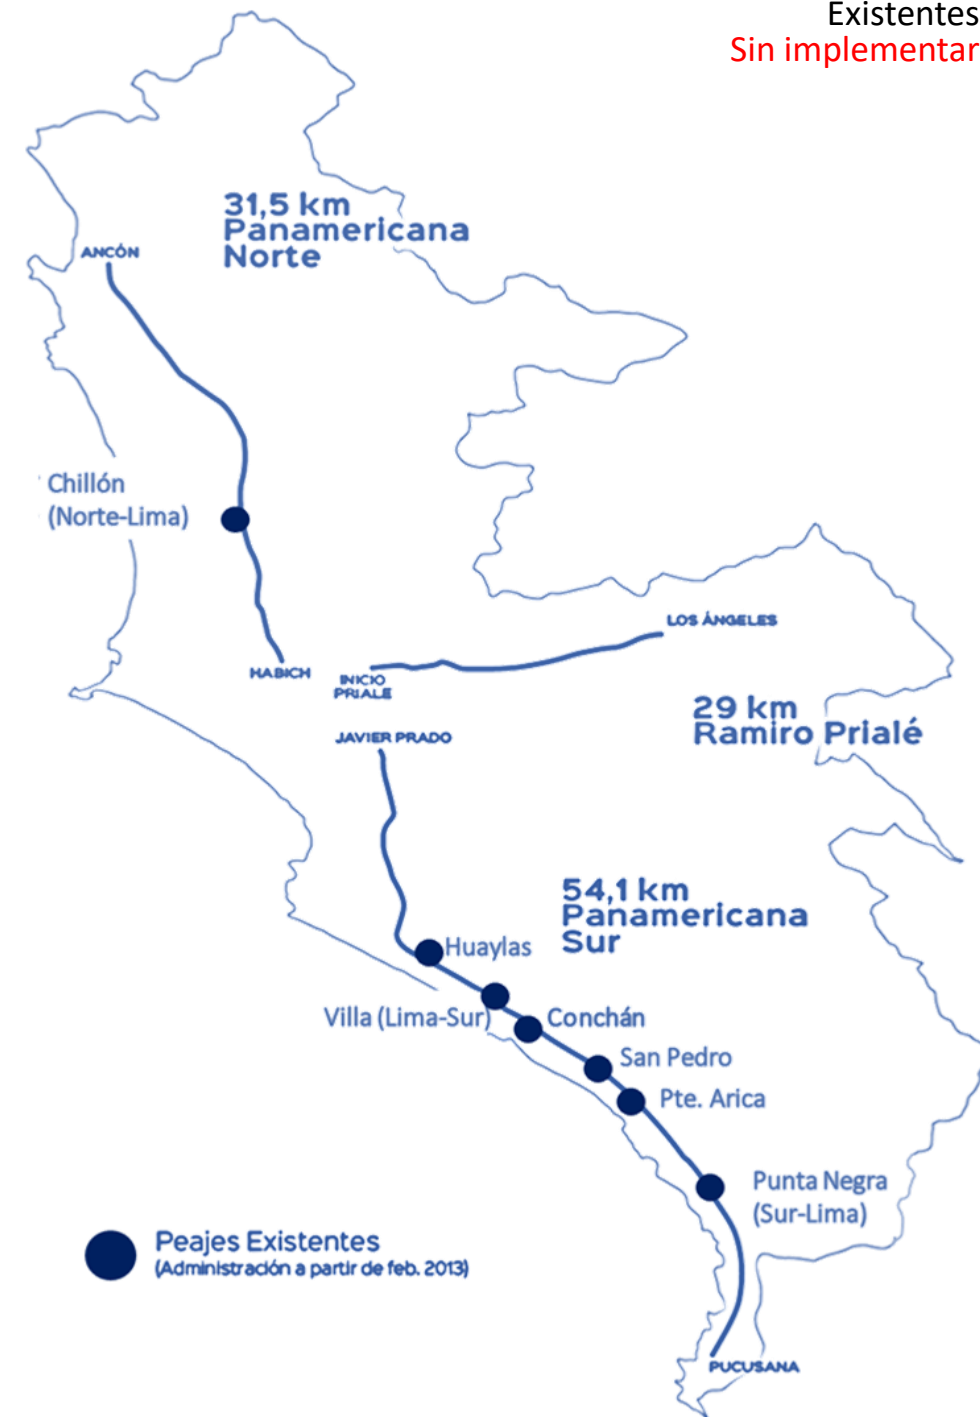 Existentes
Sin implementar
31,5 km
Panamericana
Norte
ANCÓN
Chillón
(Norte-Lima)
LOS ÁNGELES
HABICH
INICIO
PRIALE
29 km
Ramiro Prialé
JAVIER PRADO
54,1 km
Panamericana
Sur
Huaylas
Villa (Lima-Sur)
Conchán
San Pedro
Pte. Arica
Punta Negra
(Sur-Lima)
Peajes Existentes
(Administración a partir de feb. 2013)
PUCUSANA